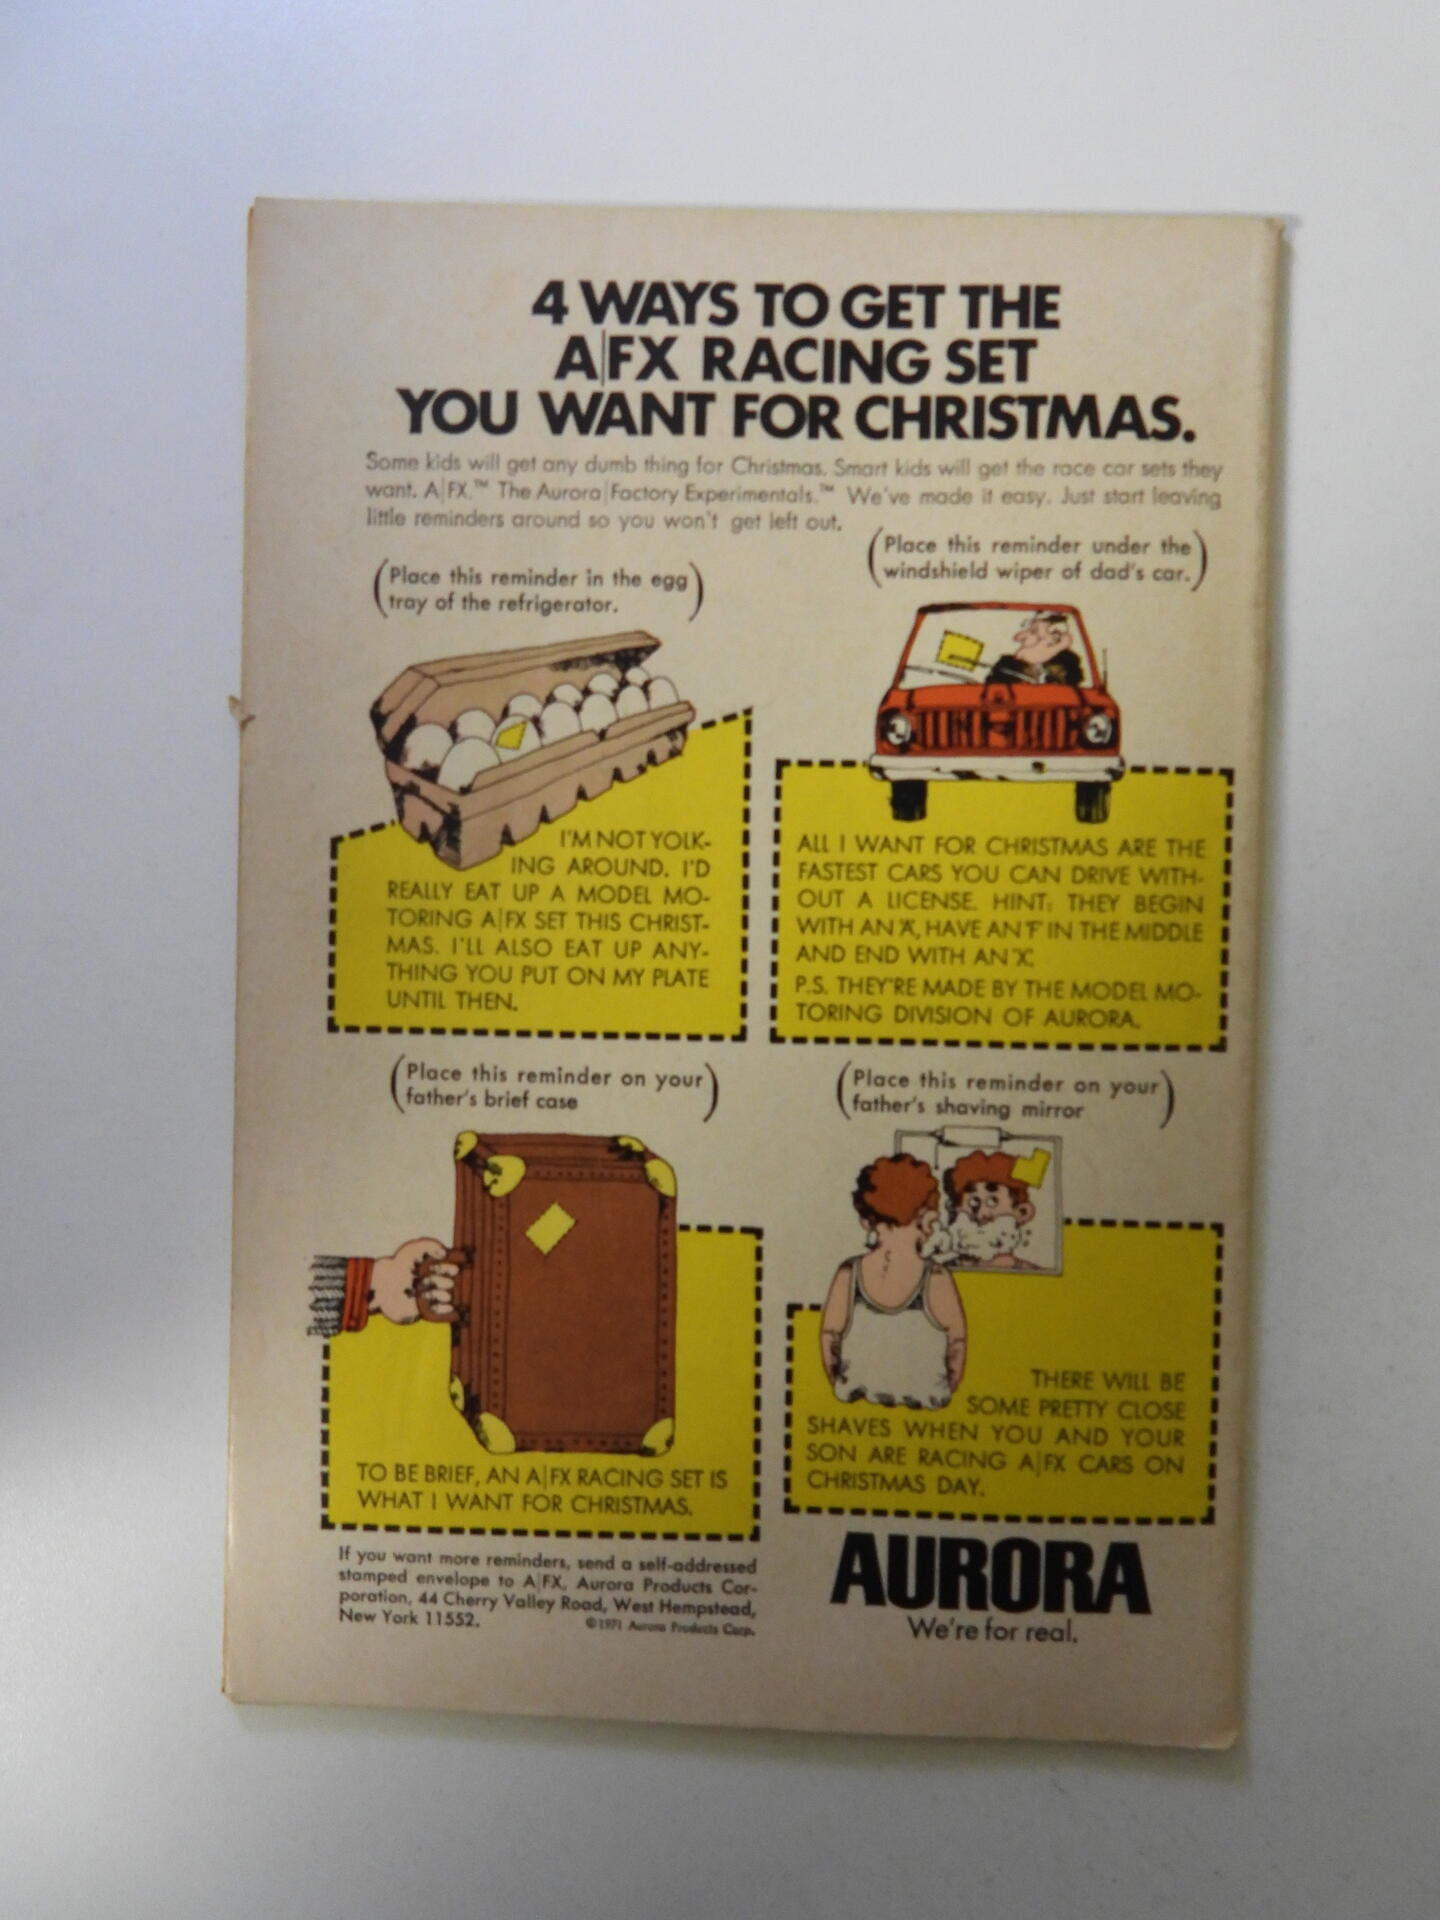 4 WAYS TO GET THE
A|FX RACING SET
YOU WANT FOR CHRISTMAS.
Some kids will get any dumb thing for Christmas. Smart kids will get the race car sets they
want. A|FX.™ The Aurora|Factory Experimentals.™ We've made it easy. Just start leaving
little reminders around so you won't get left out.
(Place this reminder in the egg
tray of the refrigerator.)
I'M NOT YOLK-
ING AROUND. I'D
REALLY EAT UP A MODEL MO-
TORING A|FX SET THIS CHRIST-
MAS. I'LL ALSO EAT UP ANY-
THING YOU PUT ON MY PLATE
UNTIL THEN.
(Place this reminder under the
windshield wiper of dad's car.)
ALL I WANT FOR CHRISTMAS ARE THE
FASTEST CARS YOU CAN DRIVE WITH-
OUT A LICENSE. HINT: THEY BEGIN
WITH AN 'A', HAVE AN 'F' IN THE MIDDLE
AND END WITH AN 'X'.
P.S. THEY'RE MADE BY THE MODEL MO-
TORING DIVISION OF AURORA.
(Place this reminder on your
father's brief case)
TO BE BRIEF, AN A|FX RACING SET IS
WHAT I WANT FOR CHRISTMAS.
(Place this reminder on your
father's shaving mirror)
THERE WILL BE
SOME PRETTY CLOSE
SHAVES WHEN YOU AND YOUR
SON ARE RACING A|FX CARS ON
CHRISTMAS DAY.
If you want more reminders, send a self-addressed
stamped envelope to A|FX, Aurora Products Cor-
poration, 44 Cherry Valley Road, West Hempstead,
New York 11552.
©1971 Aurora Products Corp.
AURORA
We're for real.